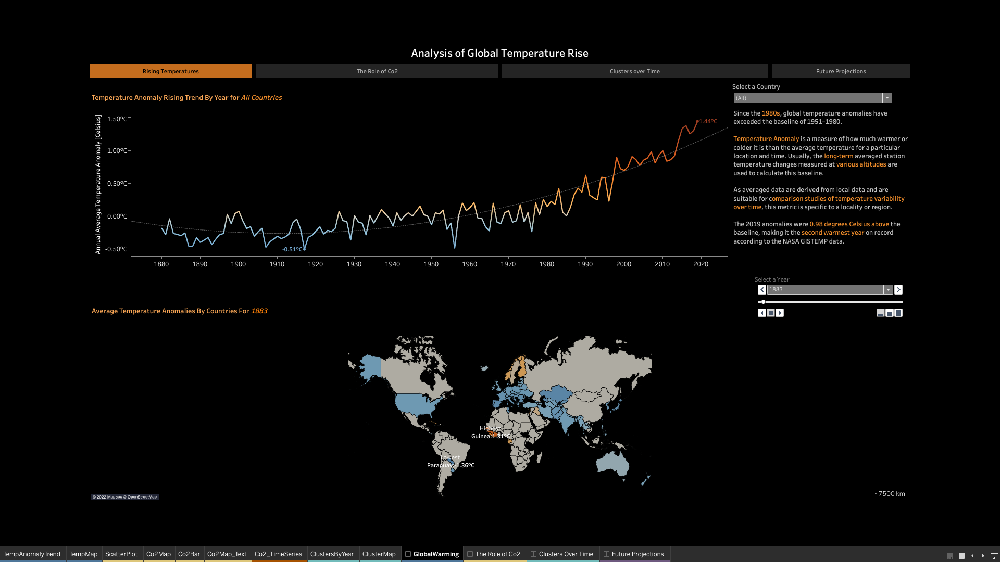 Analysis of Global Temperature Rise
Rising Temperatures
The Role of Co2
Clusters over Time
Future Projections
Temperature Anomaly Rising Trend By Year for All Countries
Select a Country
(All)
Since the 1980s, global temperature anomalies have
exceeded the baseline of 1951–1980.
Temperature Anomaly is a measure of how much warmer or
colder it is than the average temperature for a particular
location and time. Usually, the long-term averaged station
temperature changes measured at various altitudes are
used to calculate this baseline.
As averaged data are derived from local data and are
suitable for comparison studies of temperature variability
over time, this metric is specific to a locality or region.
The 2019 anomalies were 0.98 degrees Celsius above the
baseline, making it the second warmest year on record
according to the NASA GISTEMP data.
Annual Average Temperature Anomaly [Celsius]
1.50ºC
1.00ºC
0.50ºC
0.00ºC
-0.50ºC
1.44ºC
-0.51ºC
1880 1890 1900 1910 1920 1930 1940 1950 1960 1970 1980 1990 2000 2010 2020
Select a Year
1883
Average Temperature Anomalies By Countries For 1883
Highest
Guinea:1.31ºC
Lowest
Paraguay:-1.36ºC
© 2022 Mapbox © OpenStreetMap
~7500 km
TempAnomalyTrend TempMap ScatterPlot Co2Map Co2Bar Co2Map_Text Co2_TimeSeries ClustersByYear ClusterMap GlobalWarming The Role of Co2 Clusters Over Time Future Projections